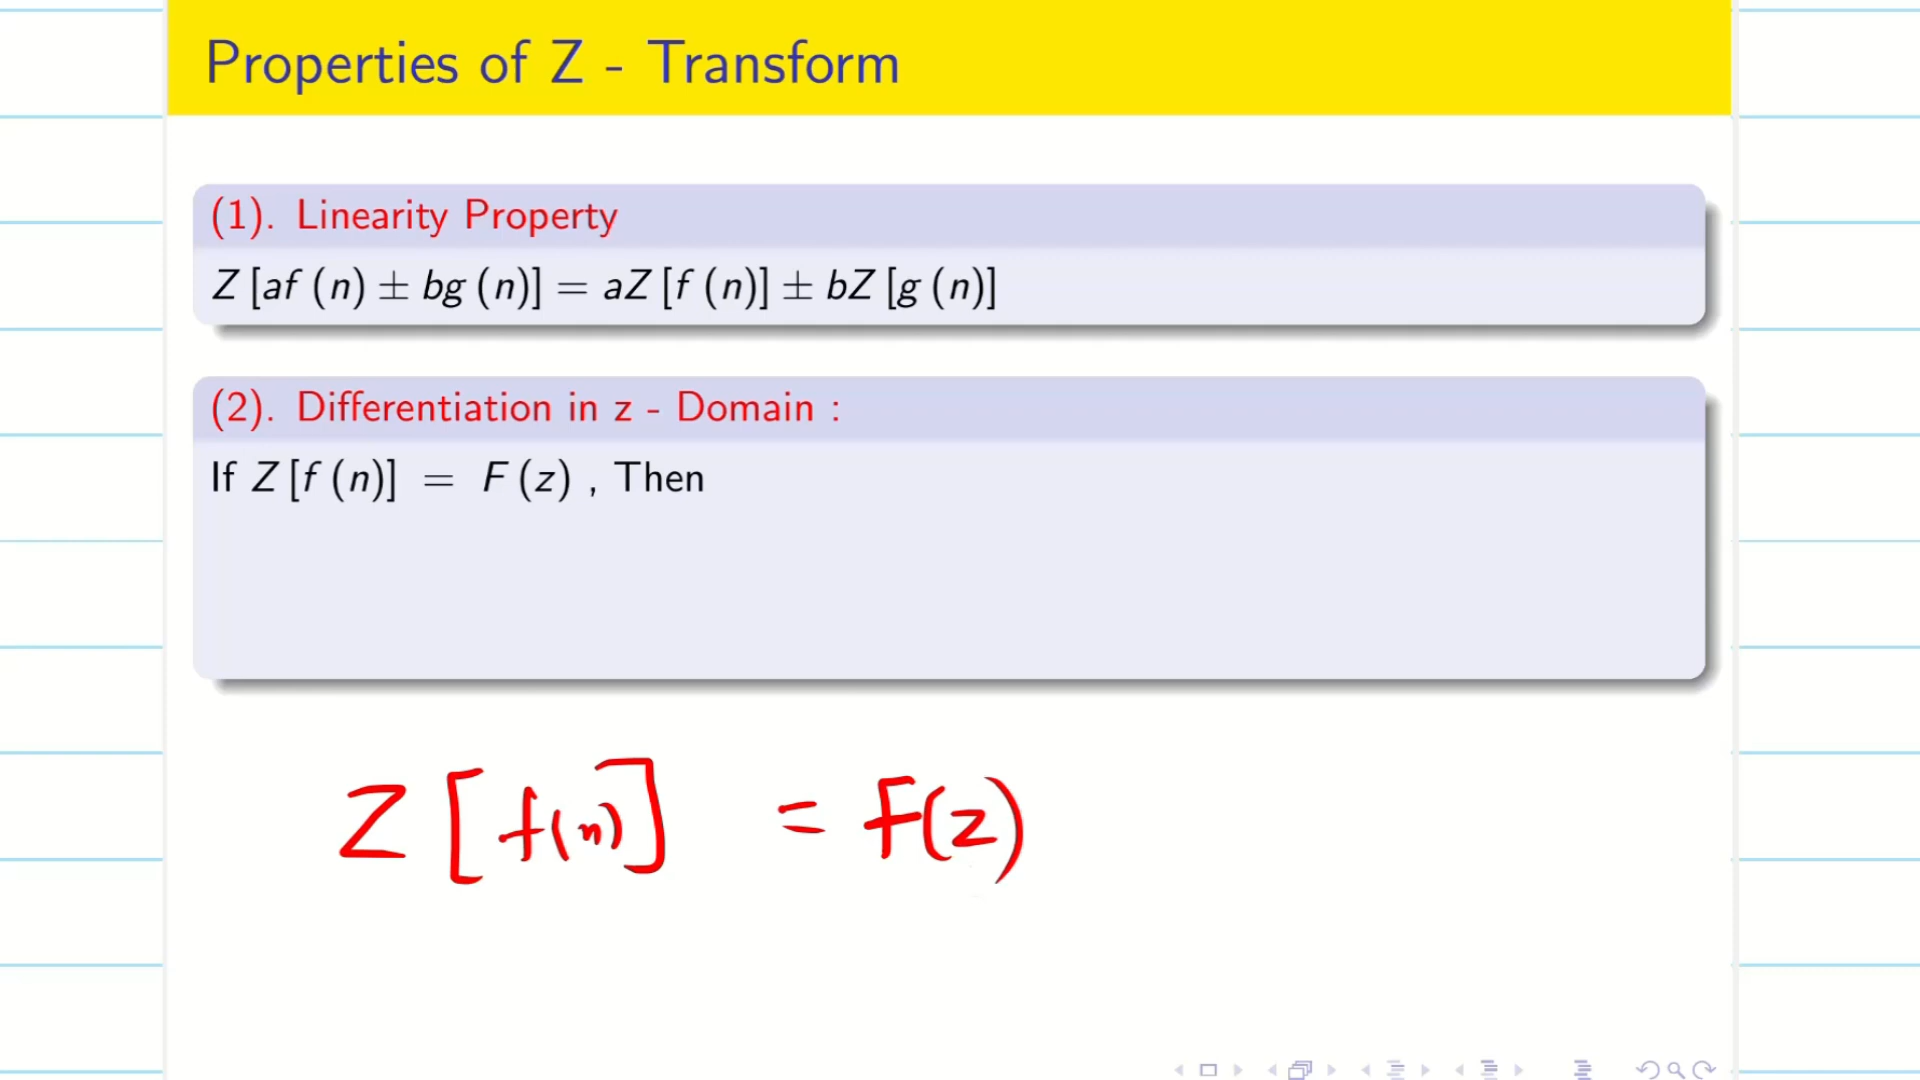 Properties of Z - Transform
(1). Linearity Property
Z [af (n) ± bg (n)] = aZ [f (n)] ± bZ [g (n)]
(2). Differentiation in z - Domain :
If Z [f (n)] = F (z) , Then
Z [f(n)] = F(z)